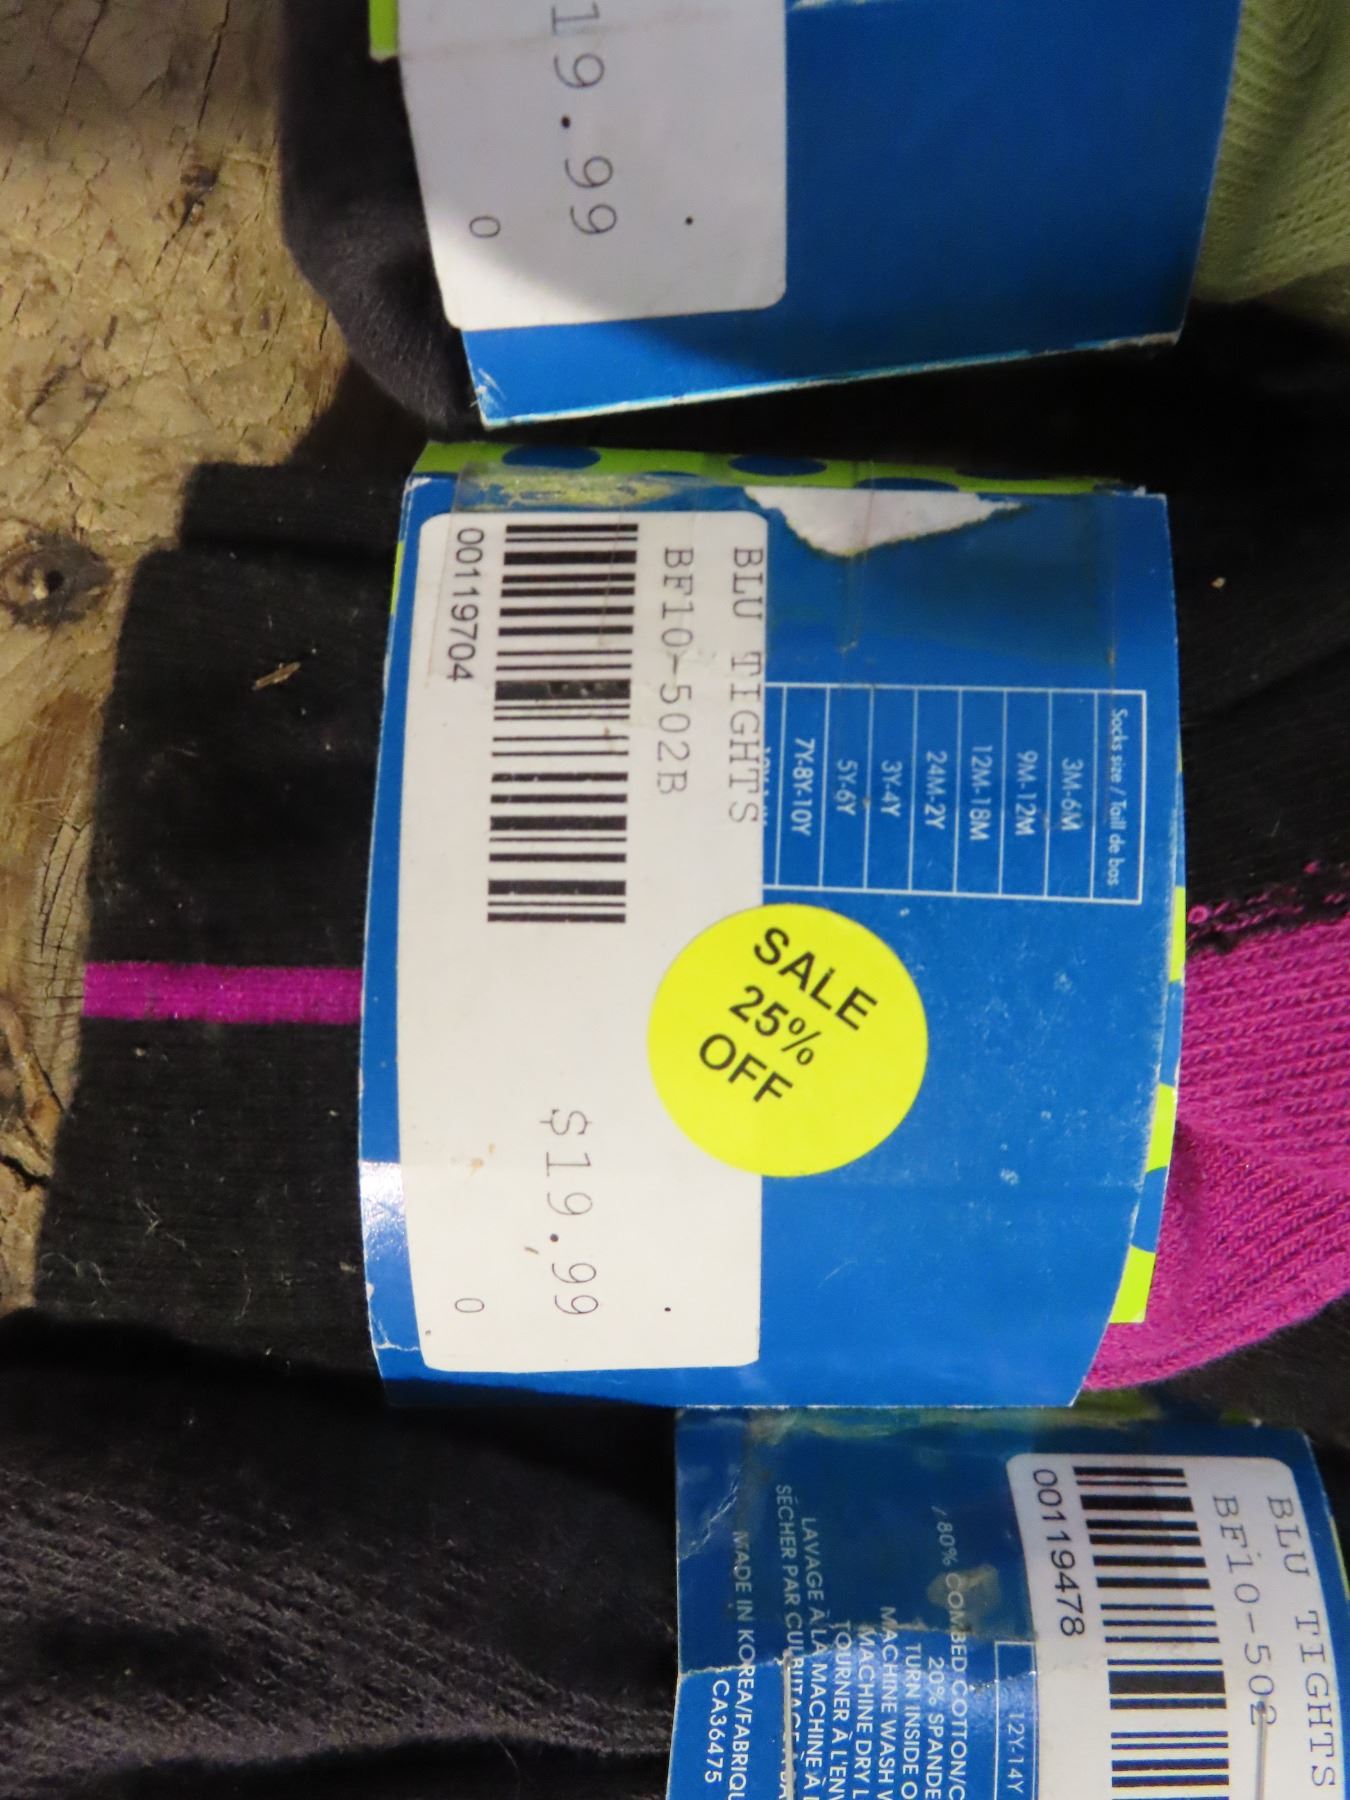 19.99
0
BLU TIGHTS
BF10-502B
00119704
$19.99
0
Socks size / Taill de bas
3M-6M
9M-12M
12M-18M
24M-2Y
3Y-4Y
5Y-6Y
7Y-8Y-10Y
SALE
25%
OFF
BLU TIGHTS
BF10-502
00119478
12Y-14Y
/ 80% COMBED COTTON/C
20% SPANDE
TURN INSIDE O
MACHINE WASH
MACHINE DRY L
TOURNER À L'ENV
LAVAGE À LA MACHINE À
SÉCHER PAR CULBUTAGE
MADE IN KOREA/FABRIQU
CA36475